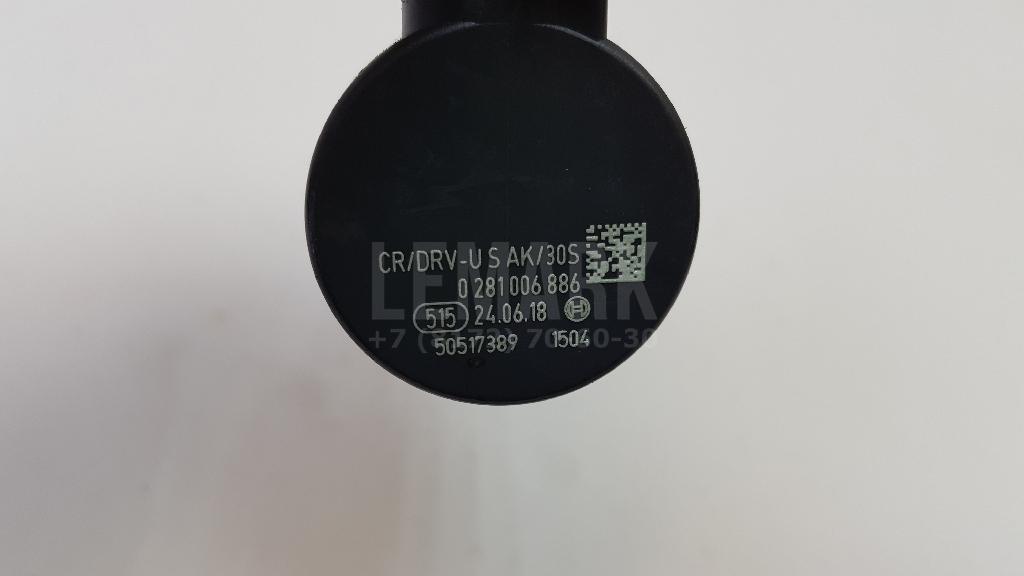 CR/DRV-U S AK/30S
0 281 006 886
515 24.06.18
50517389 1504
LEMARK